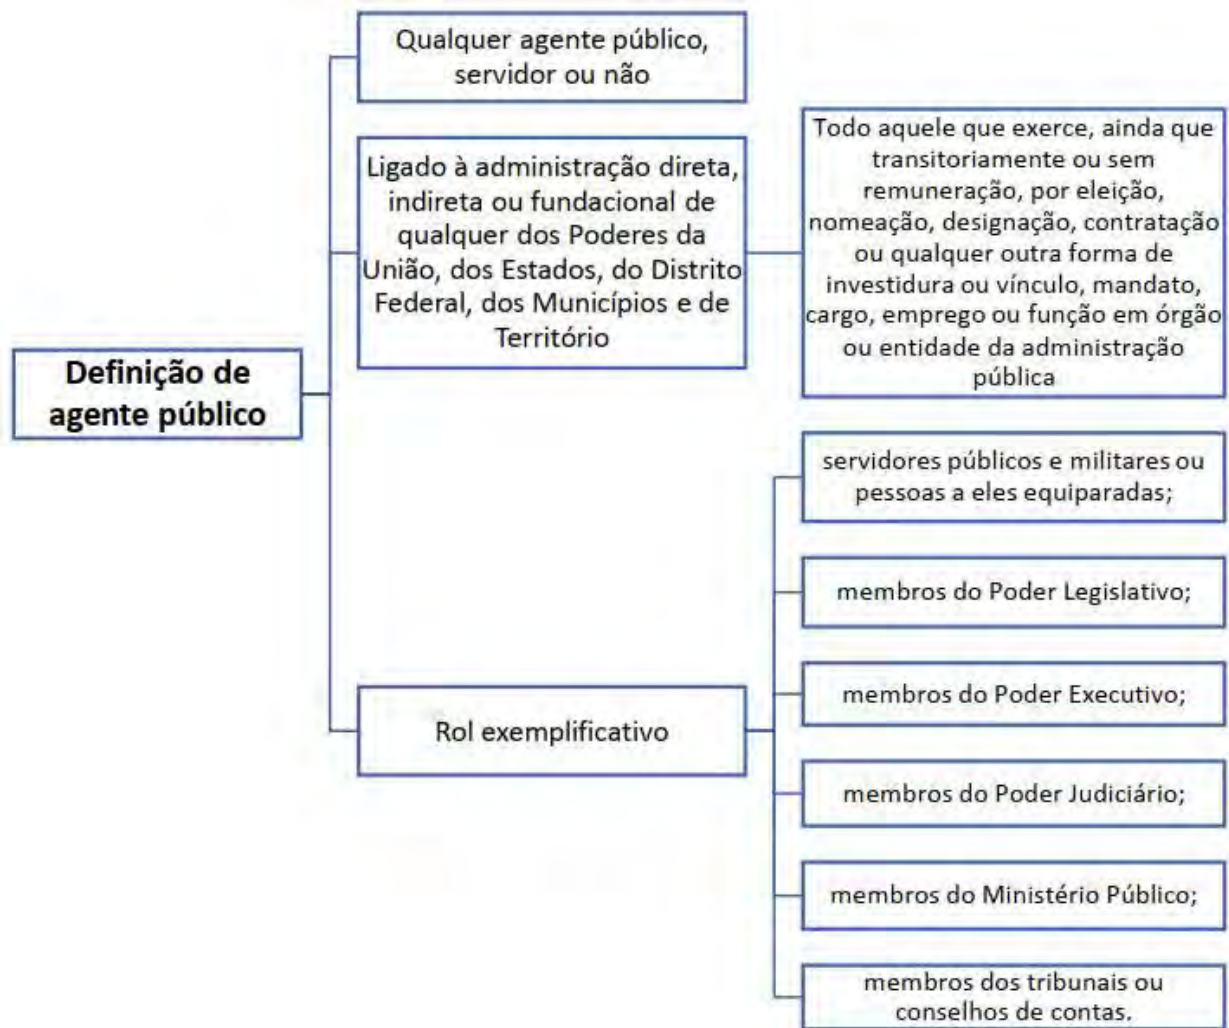 Definição de
agente público
Qualquer agente público,
servidor ou não
Ligado à administração direta,
indireta ou fundacional de
qualquer dos Poderes da
União, dos Estados, do Distrito
Federal, dos Municípios e de
Território
Todo aquele que exerce, ainda que
transitoriamente ou sem
remuneração, por eleição,
nomeação, designação, contratação
ou qualquer outra forma de
investidura ou vínculo, mandato,
cargo, emprego ou função em órgão
ou entidade da administração
pública
Rol exemplificativo
servidores públicos e militares ou
pessoas a eles equiparadas;
membros do Poder Legislativo;
membros do Poder Executivo;
membros do Poder Judiciário;
membros do Ministério Público;
membros dos tribunais ou
conselhos de contas.